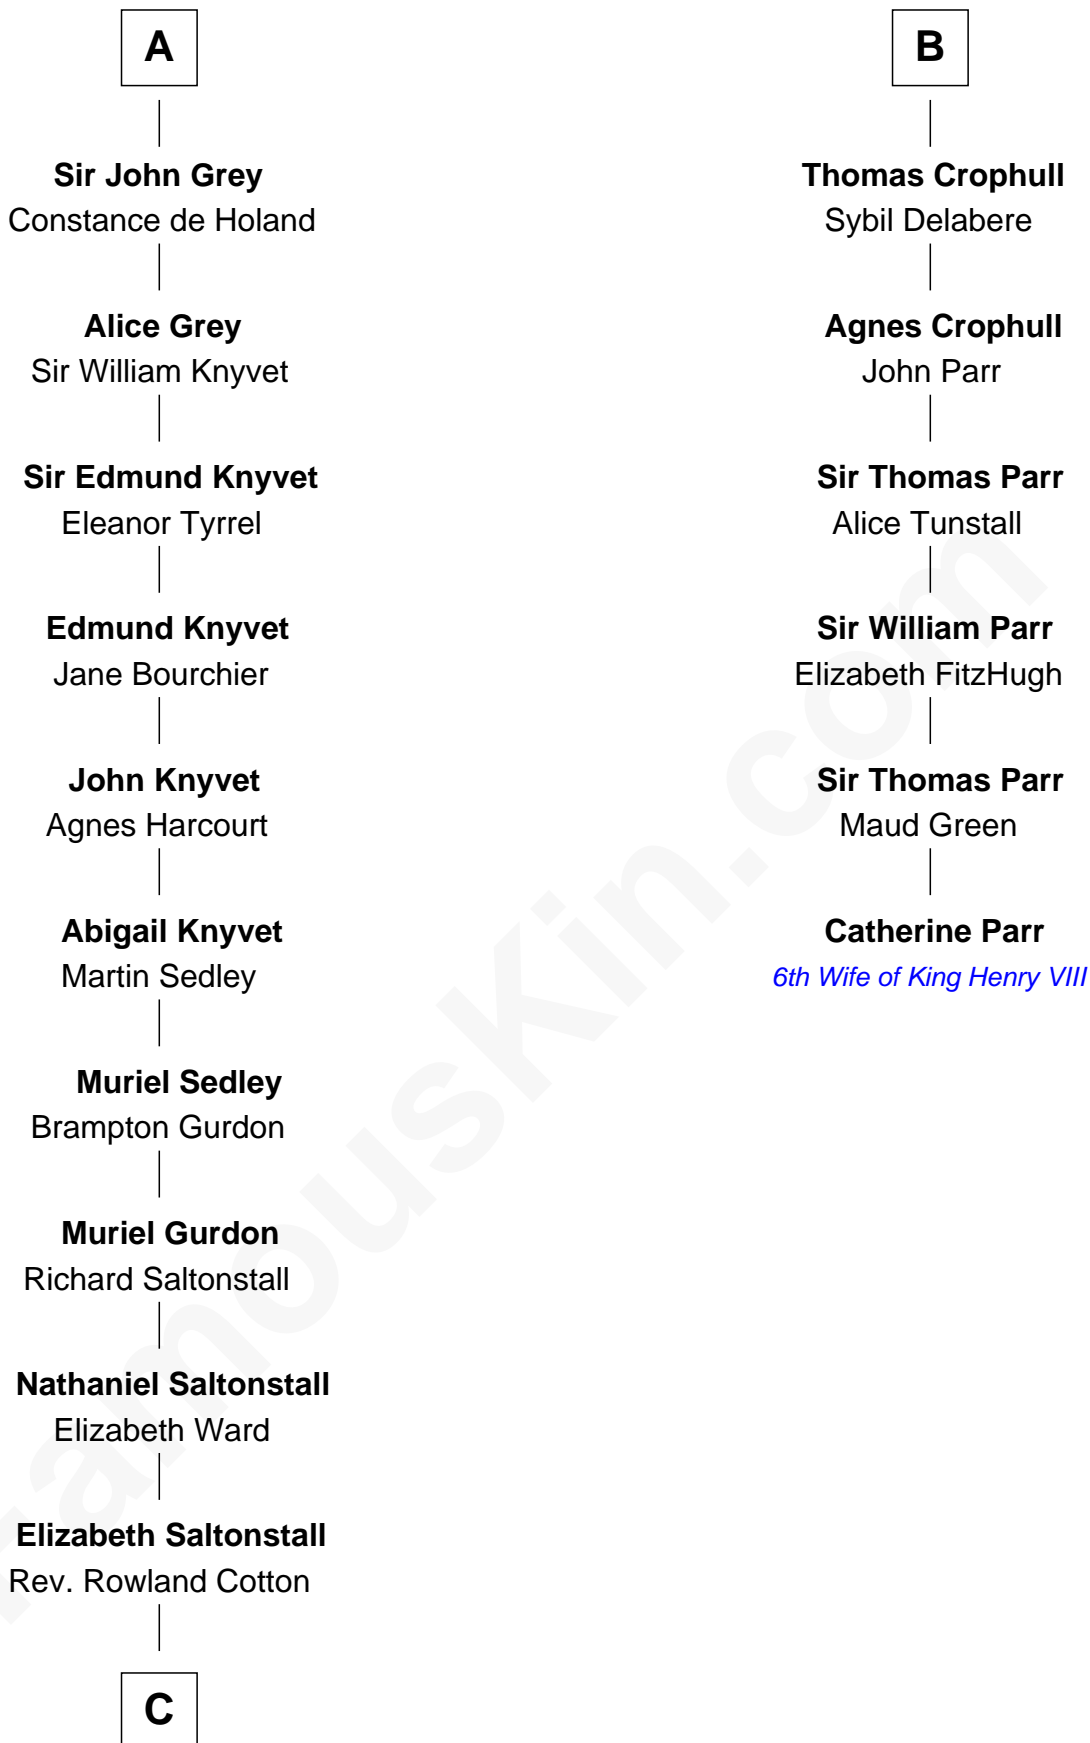 A
Sir John Grey
Constance de Holand
Alice Grey
Sir William Knyvet
Sir Edmund Knyvet
Eleanor Tyrrel
Edmund Knyvet
Jane Bourchier
John Knyvet
Agnes Harcourt
Abigail Knyvet
Martin Sedley
Muriel Sedley
Brampton Gurdon
Muriel Gurdon
Richard Saltonstall
Nathaniel Saltonstall
Elizabeth Ward
Elizabeth Saltonstall
Rev. Rowland Cotton
C
B
Thomas Crophull
Sybil Delabere
Agnes Crophull
John Parr
Sir Thomas Parr
Alice Tunstall
Sir William Parr
Elizabeth FitzHugh
Sir Thomas Parr
Maud Green
Catherine Parr
6th Wife of King Henry VIII
FamousKin.com